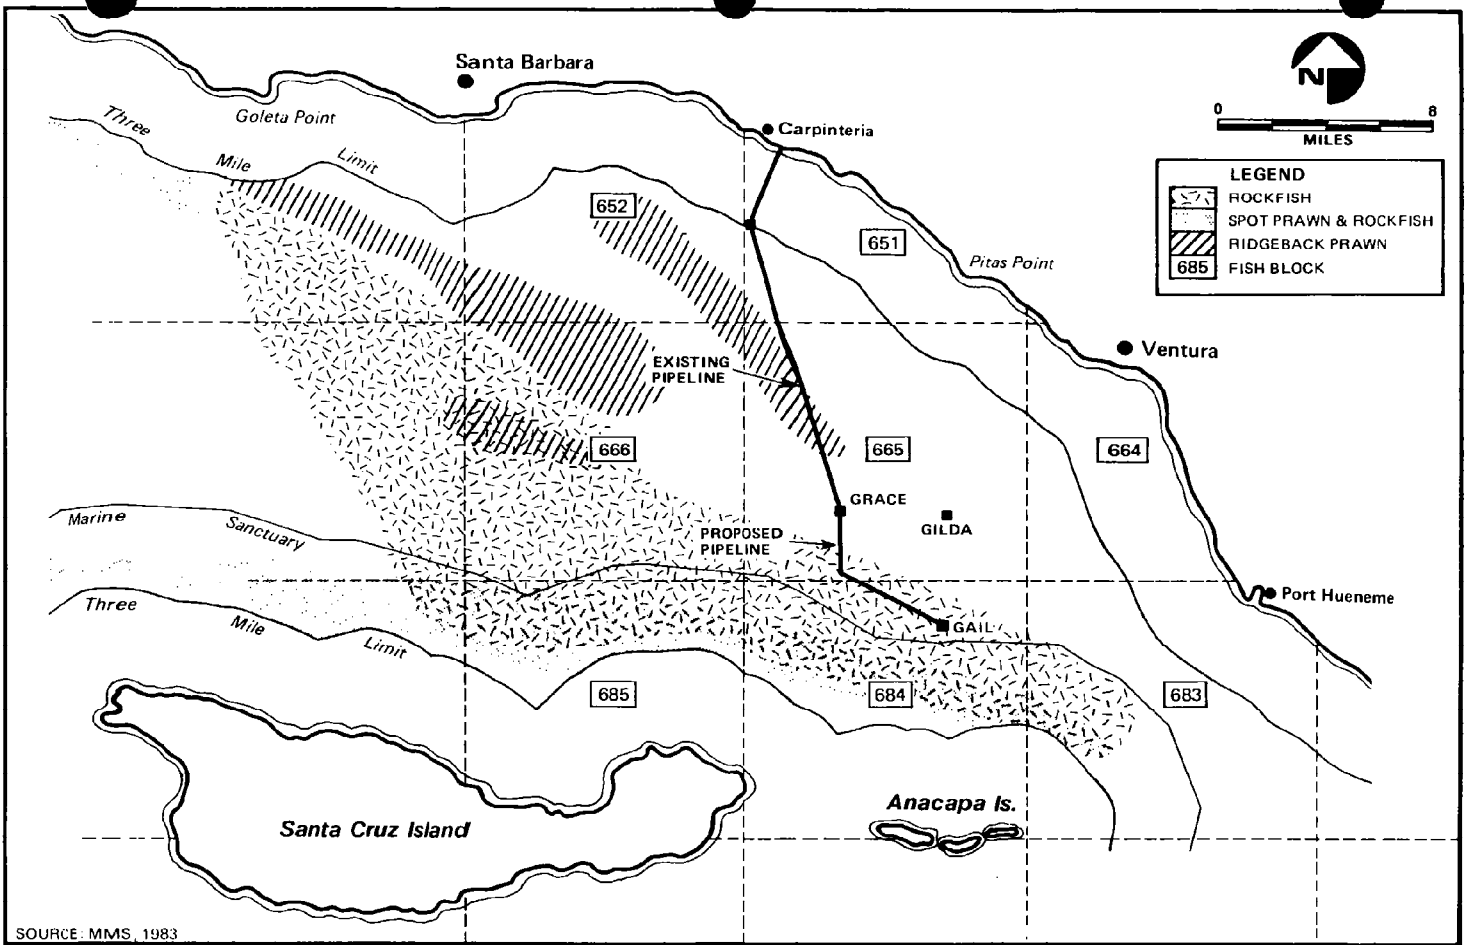 Santa Barbara
N
0 8
MILES
Three
Goleta Point
Carpinteria
Mile
Limit
LEGEND
ROCKFISH
SPOT PRAWN & ROCKFISH
RIDGEBACK PRAWN
685 FISH BLOCK
652
651
Pitas Point
Ventura
EXISTING
PIPELINE
666
665
664
GRACE
GILDA
Marine
Sanctuary
PROPOSED
PIPELINE
Three
Mile
Limit
Port Hueneme
GAIL
685
684
683
Anacapa Is.
Santa Cruz Island
SOURCE: MMS, 1983